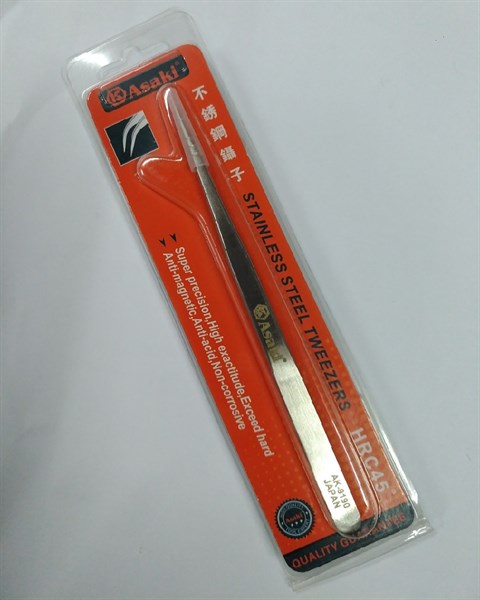 Asaki®
不銹鋼鑷子
STAINLESS STEEL TWEEZERS
HRC45
Super precision,High exactitude,Exceed hard
Anti-magnetic,Anti-acid,Non-corrosive
Asaki
AK-9190
JAPAN
Asaki
QUALITY GUARANTEE